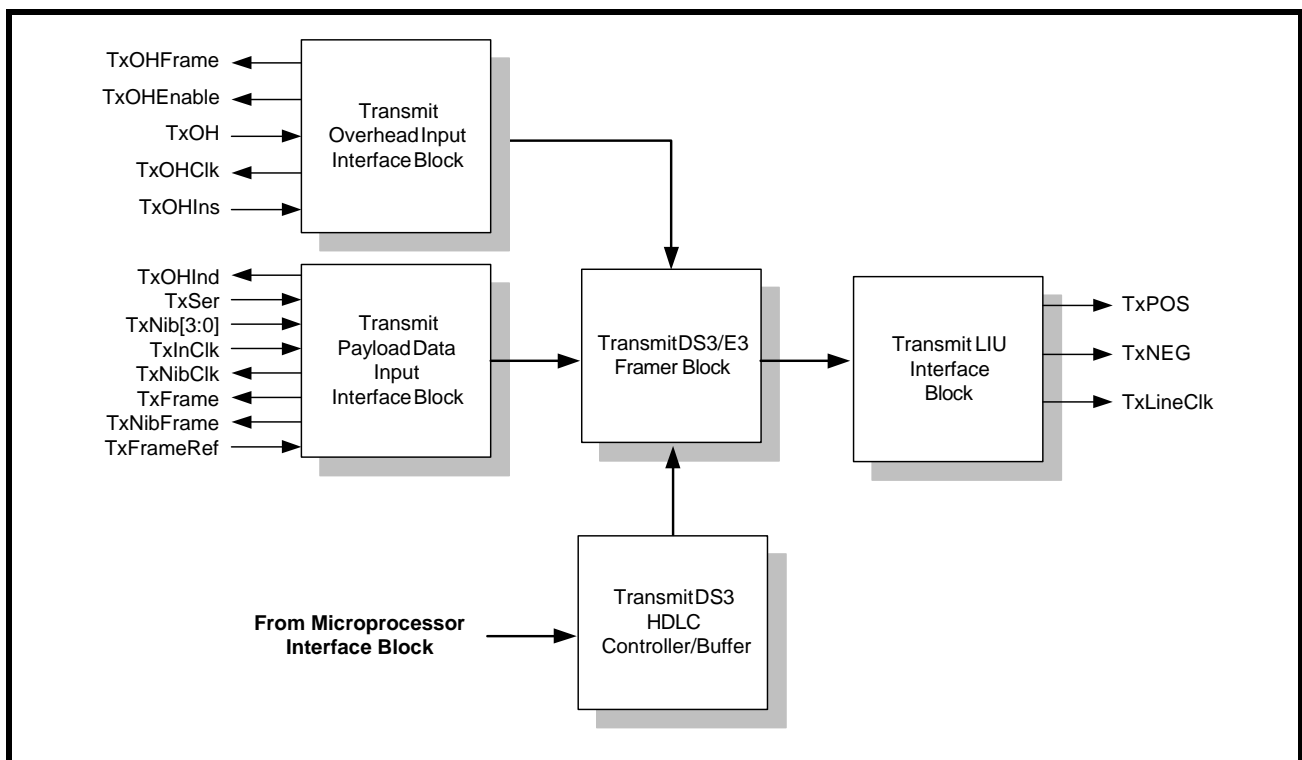 TxOHFrame
TxOHEnable
TxOH
TxOHClk
TxOHIns
Transmit
Overhead Input
Interface Block
TxOHInd
TxSer
TxNib[3:0]
TxInClk
TxNibClk
TxFrame
TxNibFrame
TxFrameRef
Transmit
Payload Data
Input
Interface Block
Transmit DS3/E3
Framer Block
Transmit LIU
Interface
Block
TxPOS
TxNEG
TxLineClk
From Microprocessor
Interface Block
Transmit DS3
HDLC
Controller/Buffer